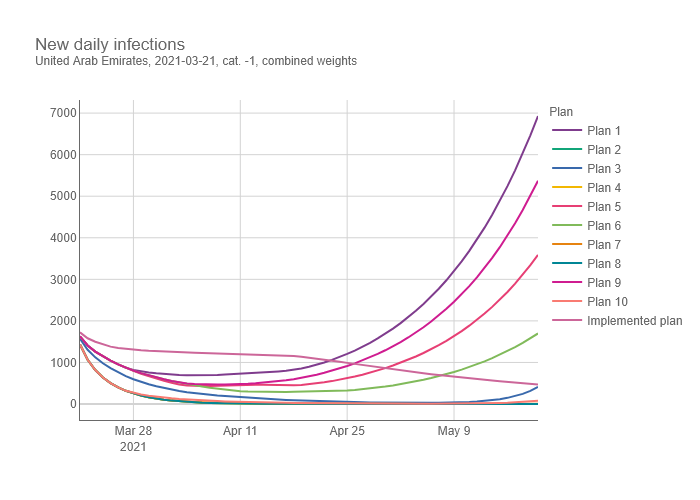 New daily infections
United Arab Emirates, 2021-03-21, cat. -1, combined weights
7000
6000
5000
4000
3000
2000
1000
0
Mar 28
2021
Apr 11
Apr 25
May 9
Plan
Plan 1
Plan 2
Plan 3
Plan 4
Plan 5
Plan 6
Plan 7
Plan 8
Plan 9
Plan 10
Implemented plan